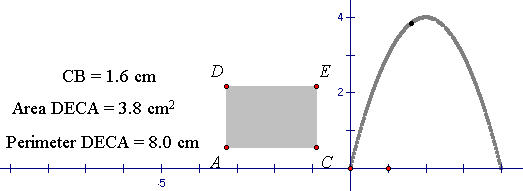 4
D
E
CB = 1.6 cm
2
Area DECA = 3.8 cm²
Perimeter DECA = 8.0 cm
A
C
-5